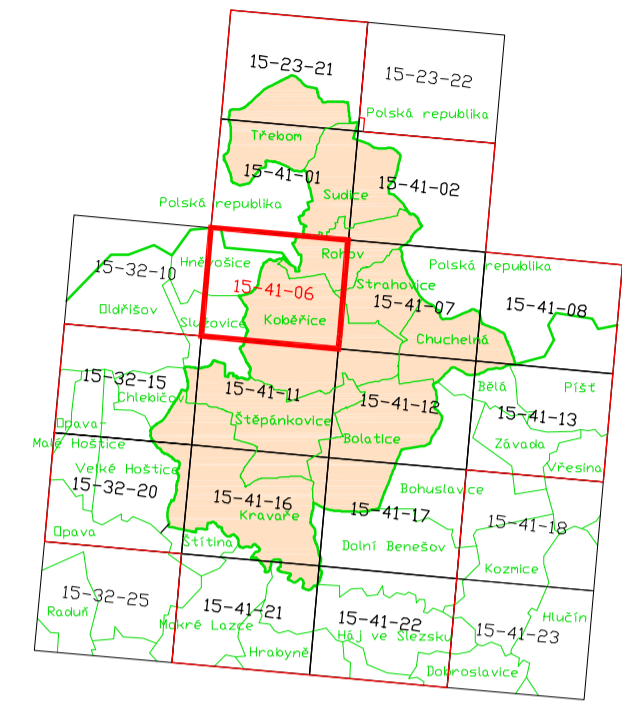 15-23-21
15-23-22
Polská republika
Třebom
15-41-01
15-41-02
Sudice
Polská republika
Hněvošice
Rohov
Polská republika
15-32-10
15-41-06
Strahovice
15-41-07
15-41-08
Oldřišov
Služovice
Kobeřice
Chuchelná
15-32-15
15-41-11
15-41-12
Bělá
Píšť
Chlebičov
15-41-13
Opava-
Malé Hoštice
Štěpánkovice
Bolatice
Závada
Velké Hoštice
Vřesina
15-32-20
15-41-16
Bohuslavice
Kravaře
15-41-17
15-41-18
Opava
Štítina
Dolní Benešov
Kozmice
15-32-25
15-41-21
15-41-22
Hlučín
Raduň
Mokré Lazce
Háj ve Slezsku
15-41-23
Hrabyně
Dobroslavice